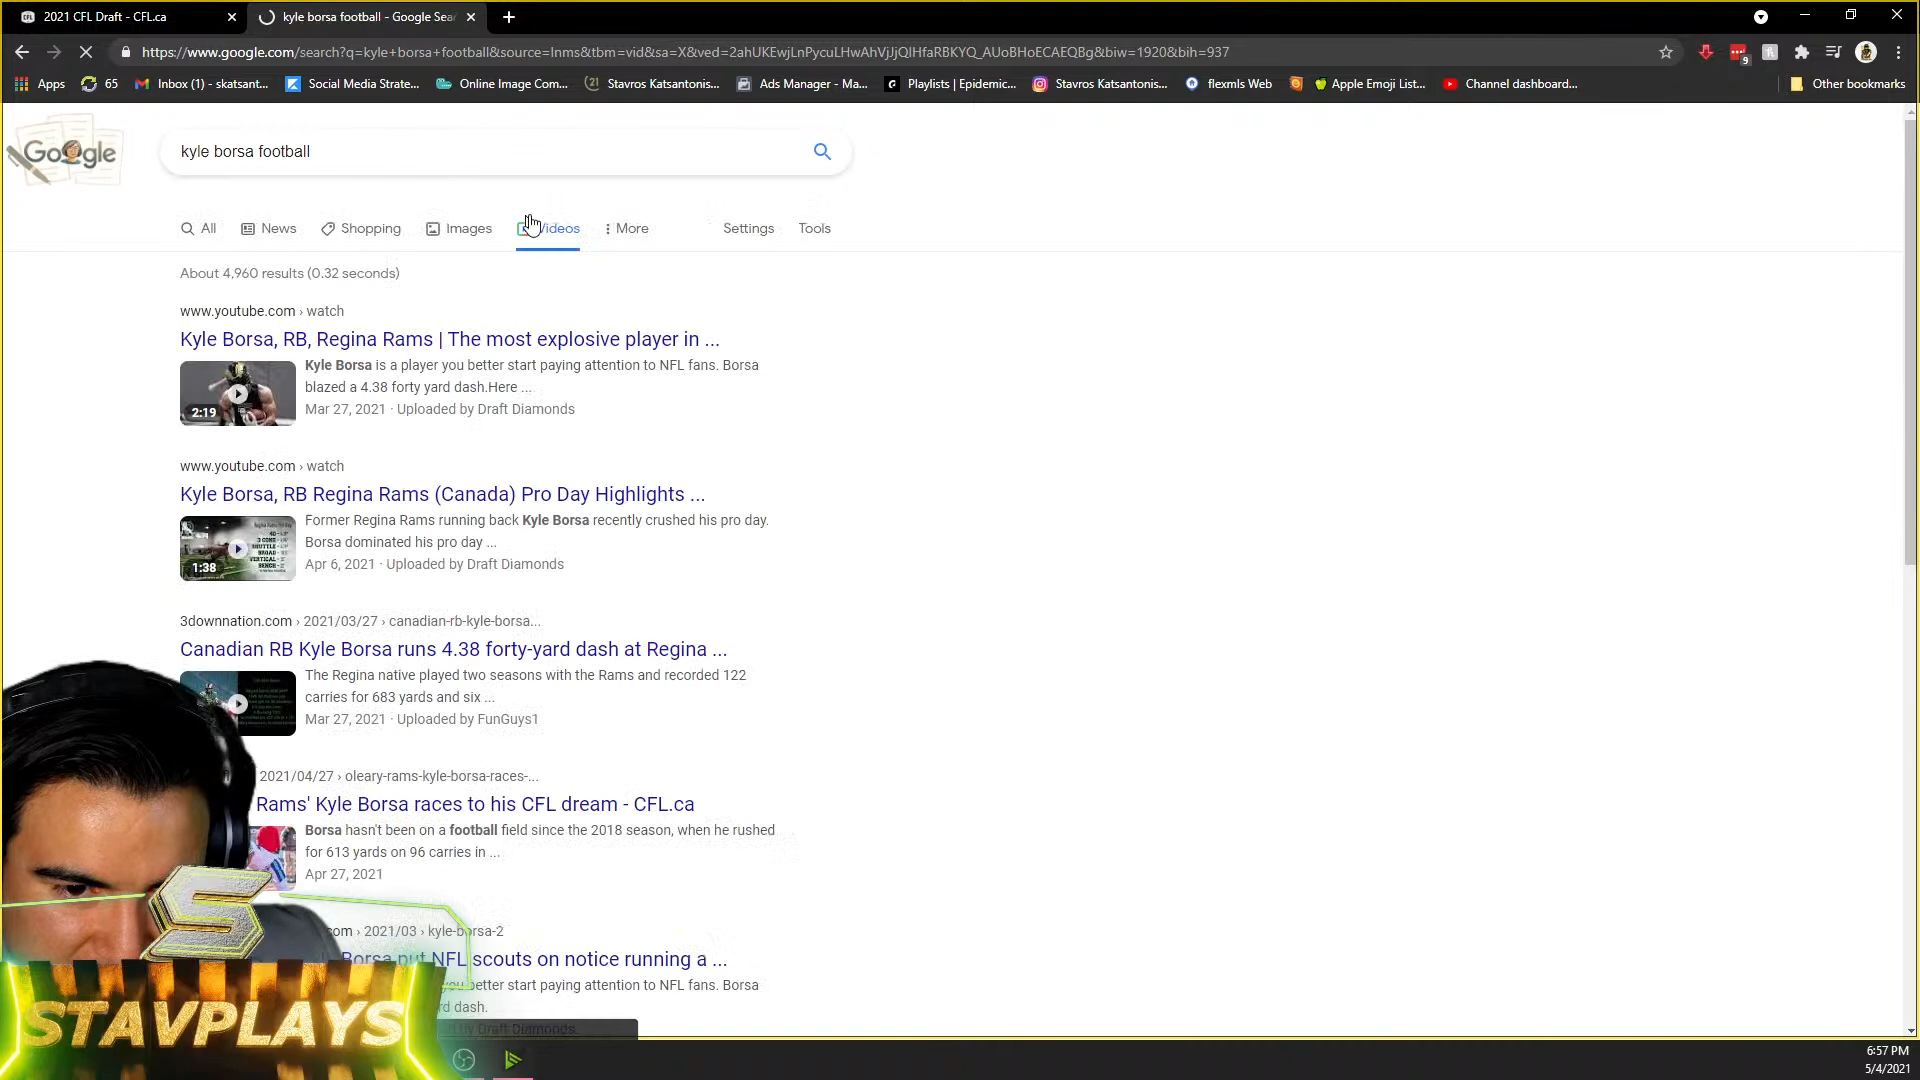 2021 CFL Draft - CFL.ca
kyle borsa football - Google Sea
https://www.google.com/search?q=kyle+borsa+football&source=lnms&tbm=vid&sa=X&ved=2ahUKEwjLnPycuLHwAhVjJjQIHfaRBKYQ_AUoBHoECAEQBg&biw=1920&bih=937
9
Apps
65
Inbox (1) - skatsant...
Social Media Strate...
Online Image Com...
Stavros Katsantonis...
Ads Manager - Ma...
Playlists | Epidemic...
Stavros Katsantonis...
flexmls Web
Apple Emoji List...
Channel dashboard...
Other bookmarks
Google
kyle borsa football
All
News
Shopping
Images
Videos
More
Settings
Tools
About 4,960 results (0.32 seconds)
www.youtube.com › watch
Kyle Borsa, RB, Regina Rams | The most explosive player in ...
2:19
Kyle Borsa is a player you better start paying attention to NFL fans. Borsa
blazed a 4.38 forty yard dash.Here ...
Mar 27, 2021 · Uploaded by Draft Diamonds
www.youtube.com › watch
Kyle Borsa, RB Regina Rams (Canada) Pro Day Highlights ...
1:38
Former Regina Rams running back Kyle Borsa recently crushed his pro day.
Borsa dominated his pro day ...
Apr 6, 2021 · Uploaded by Draft Diamonds
3downnation.com › 2021/03/27 › canadian-rb-kyle-borsa...
Canadian RB Kyle Borsa runs 4.38 forty-yard dash at Regina ...
The Regina native played two seasons with the Rams and recorded 122
carries for 683 yards and six ...
Mar 27, 2021 · Uploaded by FunGuys1
2021/04/27 › oleary-rams-kyle-borsa-races-...
Rams' Kyle Borsa races to his CFL dream - CFL.ca
Borsa hasn't been on a football field since the 2018 season, when he rushed
for 613 yards on 96 carries in ...
Apr 27, 2021
com › 2021/03 › kyle-borsa-2
Borsa put NFL scouts on notice running a ...
better start paying attention to NFL fans. Borsa
rd dash.
d by Draft Diamonds
S
STAVPLAYS
6:57 PM
5/4/2021